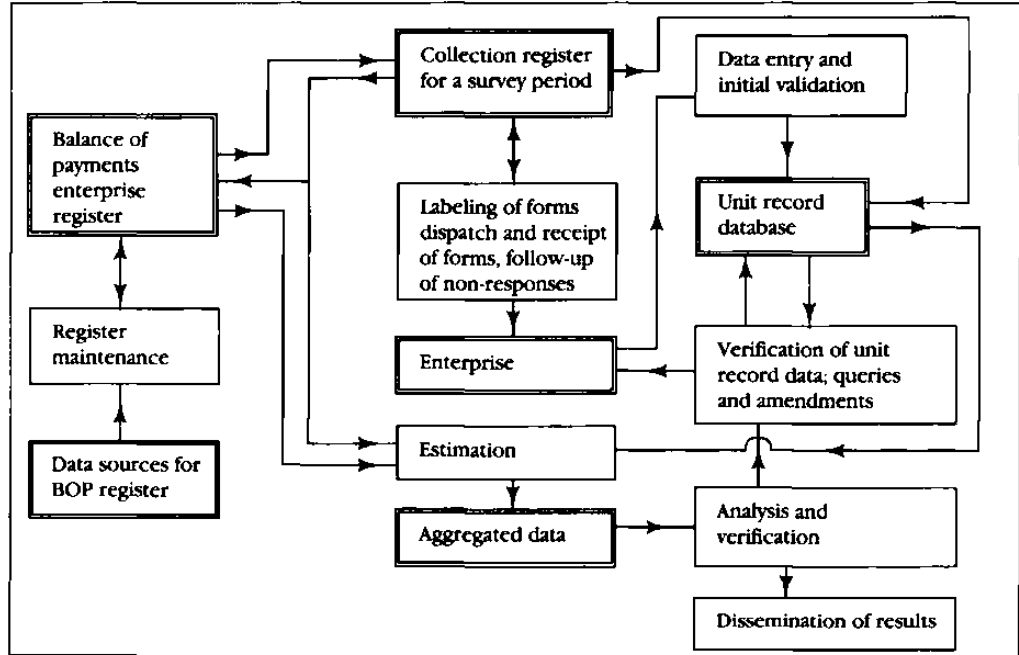 Collection register
for a survey period
Data entry and
initial validation
Balance of
payments
enterprise
register
Labeling of forms
dispatch and receipt
of forms, follow-up
of non-responses
Unit record
database
Register
maintenance
Enterprise
Verification of unit
record data; queries
and amendments
Data sources for
BOP register
Estimation
Aggregated data
Analysis and
verification
Dissemination of results